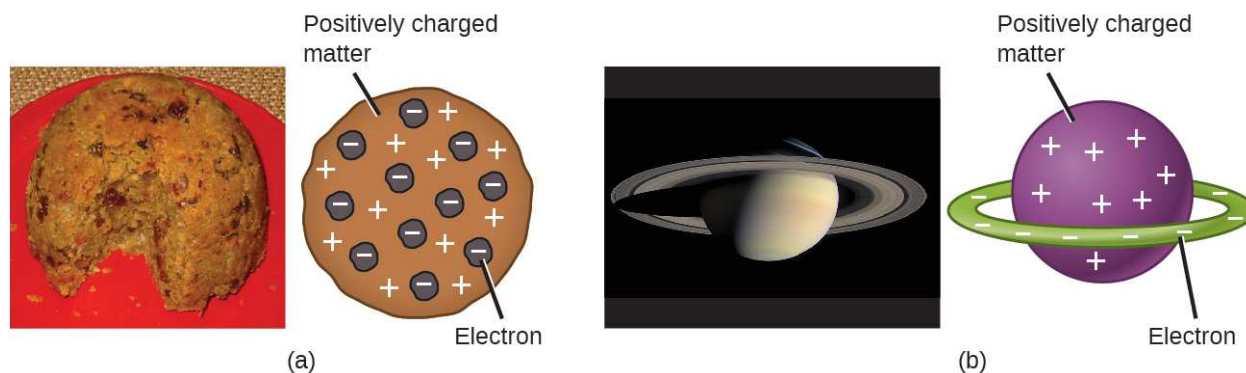 Positively charged
matter
Electron
(a)
Positively charged
matter
Electron
(b)